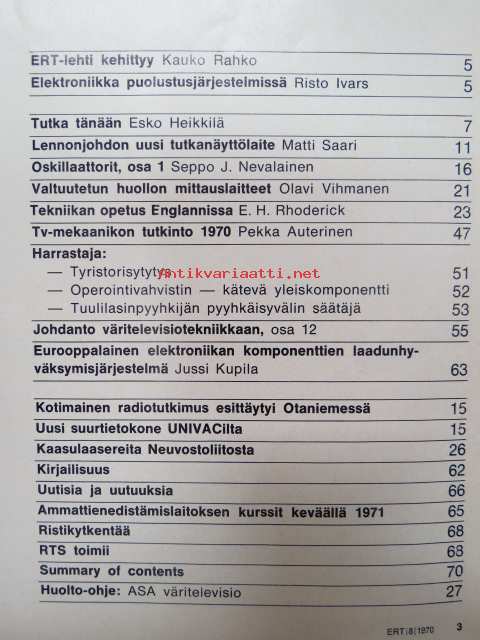 ERT-lehti kehittyy Kauko Rahko 5
Elektroniikka puolustusjärjestelmissä Risto Ivars 5
Tutka tänään Esko Heikkilä 7
Lennonjohdon uusi tutkanäyttölaite Matti Saari 11
Oskillaattorit, osa 1 Seppo J. Nevalainen 16
Valtuutetun huollon mittauslaitteet Olavi Vihmanen 21
Tekniikan opetus Englannissa E. H. Rhoderick 23
Tv-mekaanikon tutkinto 1970 Pekka Auterinen 47
Harrastaja:
— Tyristorisytytys 51
antikvariaatti.net
— Operointivahvistin — kätevä yleiskomponentti 52
— Tuulilasinpyyhkijän pyyhkäisyvälin säätäjä 53
Johdanto väritelevisiotekniikkaan, osa 12 55
Eurooppalainen elektroniikan komponenttien laadunhy-
väksymisjärjestelmä Jussi Kupila 63
Kotimainen radiotutkimus esittäytyi Otaniemessä 15
Uusi suurtietokone UNIVACilta 15
Kaasulaasereita Neuvostoliitosta 26
Kirjailisuus 62
Uutisia ja uutuuksia 66
Ammattienedistämislaitoksen kurssit keväällä 1971 65
Ristikytkentää 68
RTS toimii 68
Summary of contents 70
Huolto-ohje: ASA väritelevisio 27
ERT|8|1970 3